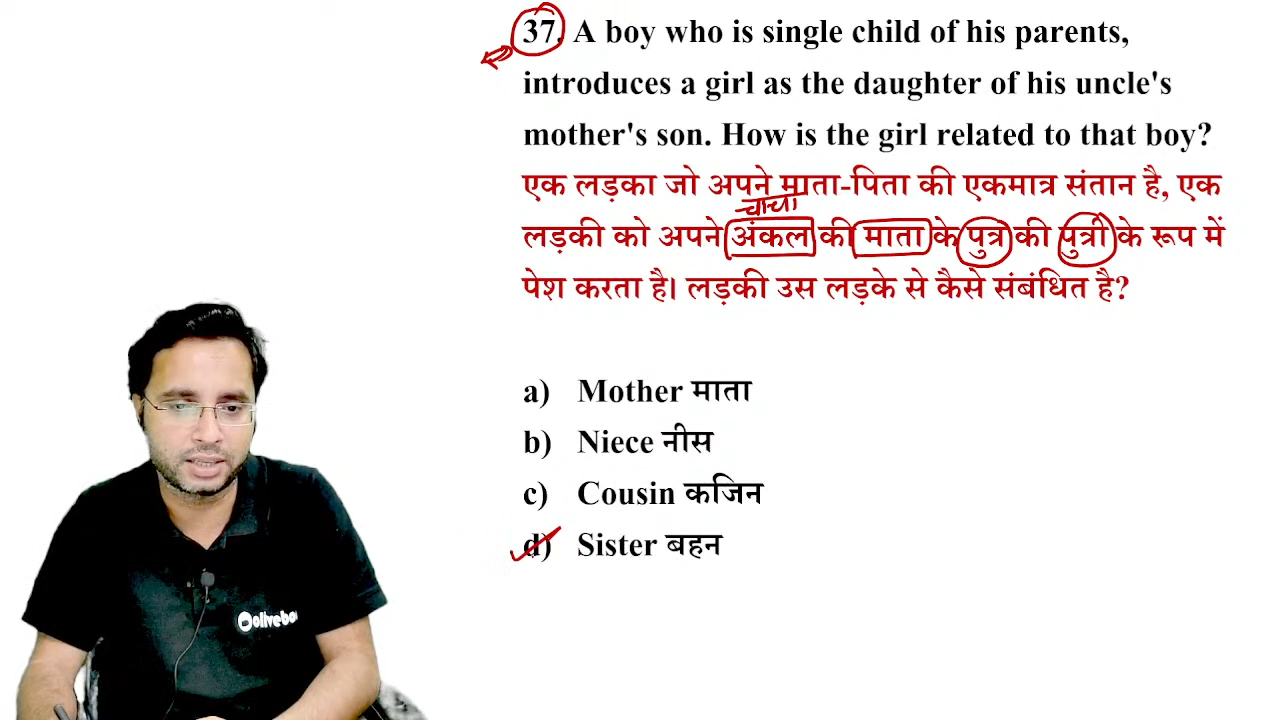 37. A boy who is single child of his parents,
introduces a girl as the daughter of his uncle's
mother's son. How is the girl related to that boy?
एक लड़का जो अपने माता-पिता की एकमात्र संतान है, एक
चाचा
लड़की को अपने अंकल की माता के पुत्र की पुत्री के रूप में
पेश करता है। लड़की उस लड़के से कैसे संबंधित है?
a) Mother माता
b) Niece नीस
c) Cousin कजिन
d) Sister बहन